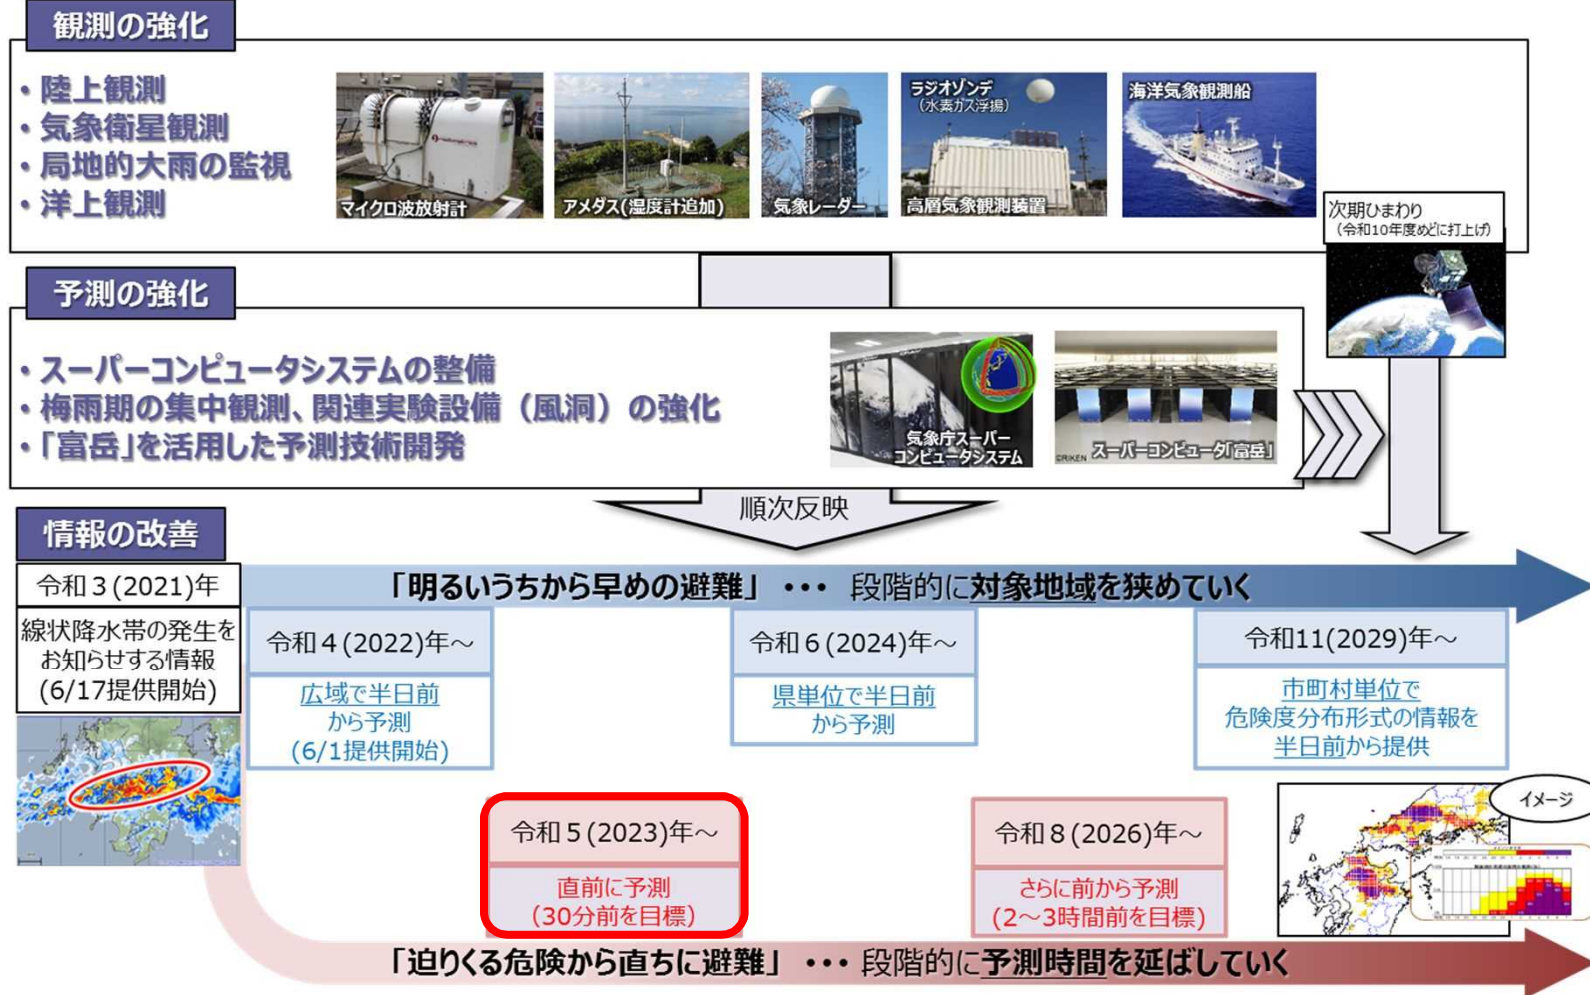 観測の強化
・陸上観測
・気象衛星観測
・局地的大雨の監視
・洋上観測
マイクロ波放射計
アメダス(湿度計追加)
気象レーダー
ラジオゾンデ
(水素ガス浮揚)
高層気象観測装置
海洋気象観測船
次期ひまわり
(令和10年度めどに打上げ)
予測の強化
・スーパーコンピュータシステムの整備
・梅雨期の集中観測、関連実験設備（風洞）の強化
・「富岳」を活用した予測技術開発
気象庁スーパー
コンピュータシステム
©RIKEN
スーパーコンピュータ「富岳」
順次反映
情報の改善
令和３(2021)年
線状降水帯の発生を
お知らせする情報
(6/17提供開始)
「明るいうちから早めの避難」 ・・・ 段階的に対象地域を狭めていく
令和４(2022)年～
広域で半日前
から予測
(6/1提供開始)
令和６(2024)年～
県単位で半日前
から予測
令和11(2029)年～
市町村単位で
危険度分布形式の情報を
半日前から提供
イメージ
令和５(2023)年～
直前に予測
(30分前を目標)
令和８(2026)年～
さらに前から予測
(2～3時間前を目標)
「迫りくる危険から直ちに避難」 ・・・ 段階的に予測時間を延ばしていく